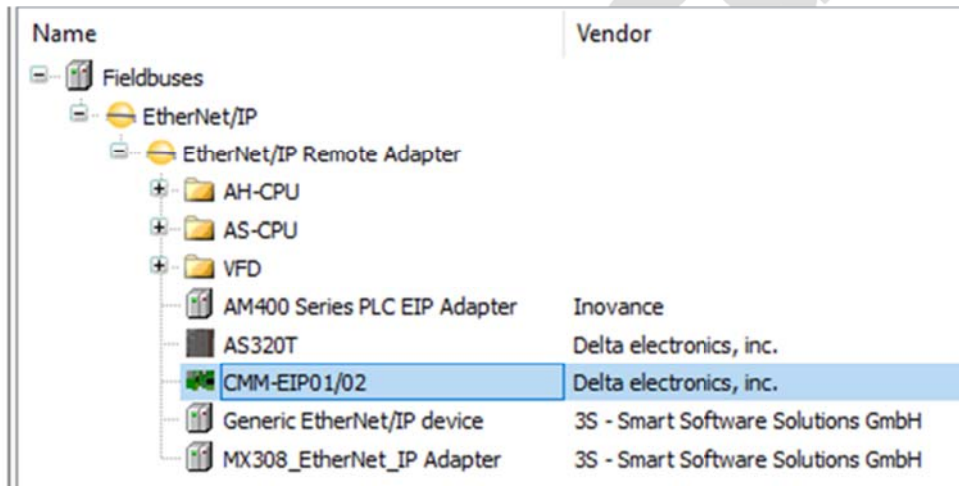 Name Vendor
Fieldbuses
EtherNet/IP
EtherNet/IP Remote Adapter
AH-CPU
AS-CPU
VFD
AM400 Series PLC EIP Adapter Inovance
AS320T Delta electronics, inc.
CMM-EIP01/02 Delta electronics, inc.
Generic EtherNet/IP device 3S - Smart Software Solutions GmbH
MX308_EtherNet_IP Adapter 3S - Smart Software Solutions GmbH